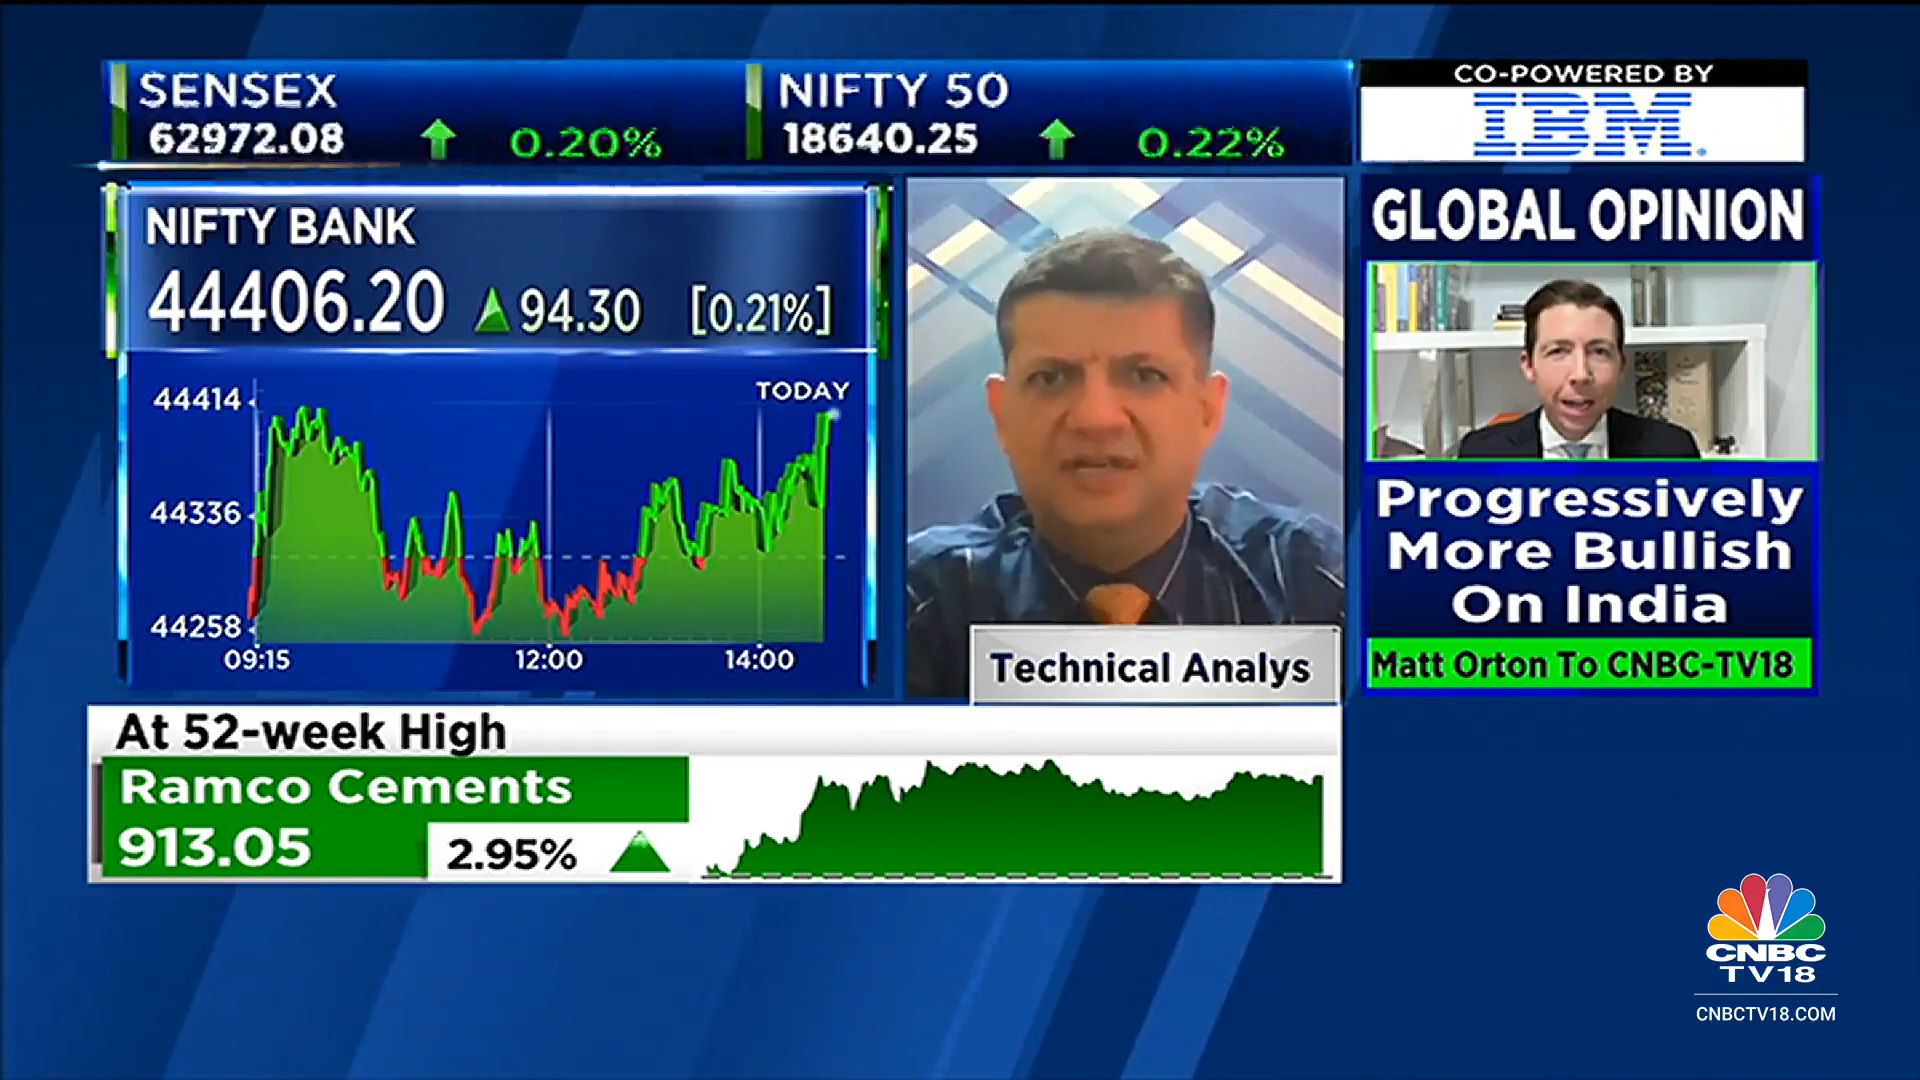 SENSEX
62972.08 0.20%
NIFTY 50
18640.25 0.22%
CO-POWERED BY
IBM
NIFTY BANK
44406.20 94.30 [0.21%]
TODAY
44414
44336
44258
09:15 12:00 14:00
Technical Analys
GLOBAL OPINION
Progressively
More Bullish
On India
Matt Orton To CNBC-TV18
At 52-week High
Ramco Cements
913.05 2.95%
CNBC
TV18
CNBCTV18.COM